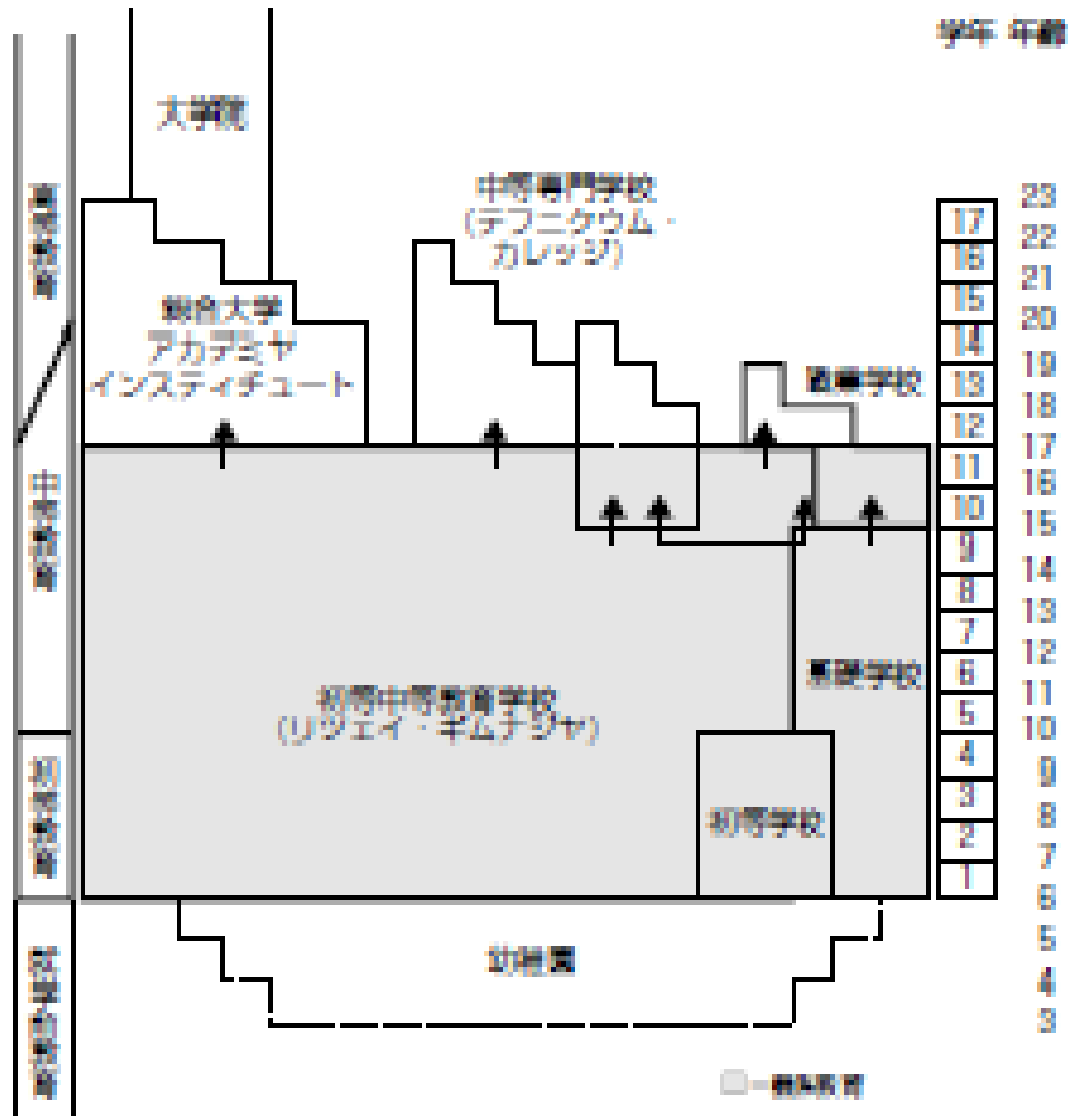 学年 年齢
大学院
中等専門学校
(テフニクウム・
カレッジ)
総合大学
アカデミヤ
インスティチュート
職業学校
初等中等教育学校
(リツェイ・ギムナジヤ)
基礎学校
初等学校
幼稚園
高等教育
中等教育
初等教育
就学前教育
17
16
15
14
13
12
11
10
9
8
7
6
5
4
3
2
1
23
22
21
20
19
18
17
16
15
14
13
12
11
10
9
8
7
6
5
4
3